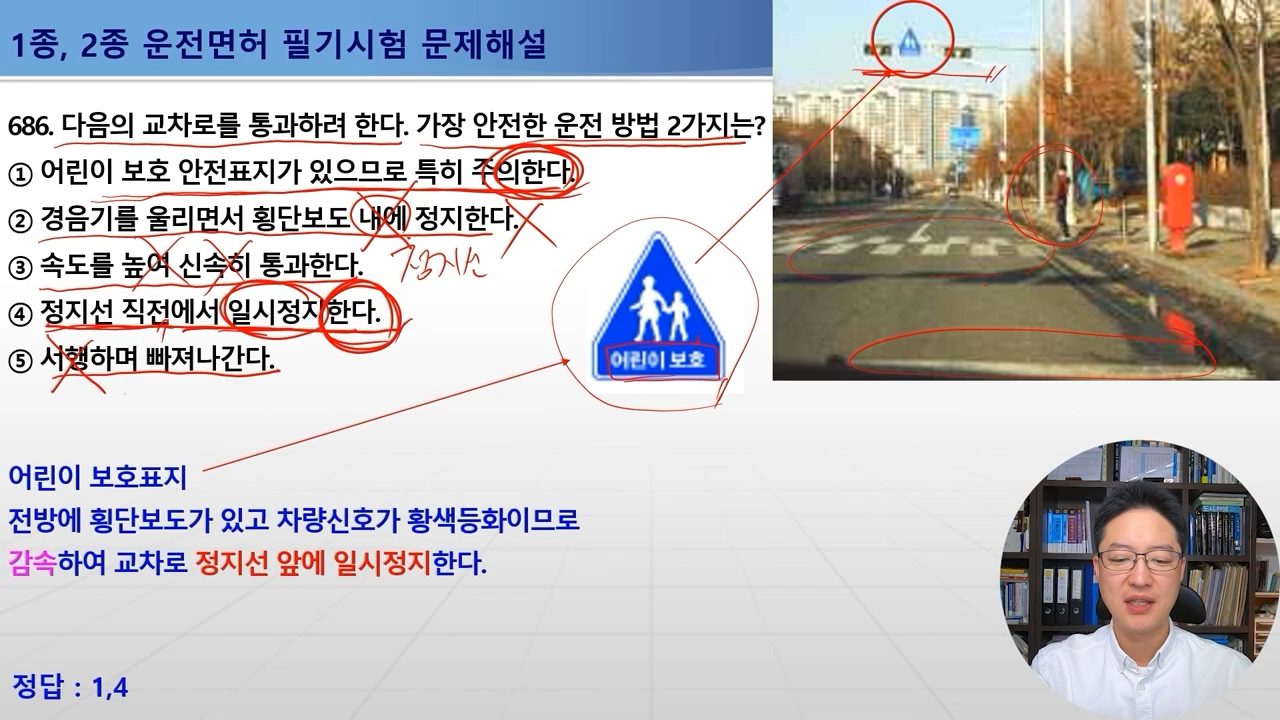 1종, 2종 운전면허 필기시험 문제해설
686. 다음의 교차로를 통과하려 한다. 가장 안전한 운전 방법 2가지는?
① 어린이 보호 안전표지가 있으므로 특히 주의한다.
② 경음기를 울리면서 횡단보도 내에 정지한다.
정지선
③ 속도를 높여 신속히 통과한다.
④ 정지선 직전에서 일시정지한다.
⑤ 서행하며 빠져나간다.
어린이 보호
어린이 보호표지
전방에 횡단보도가 있고 차량신호가 황색등화이므로
감속하여 교차로 정지선 앞에 일시정지한다.
정답 : 1,4